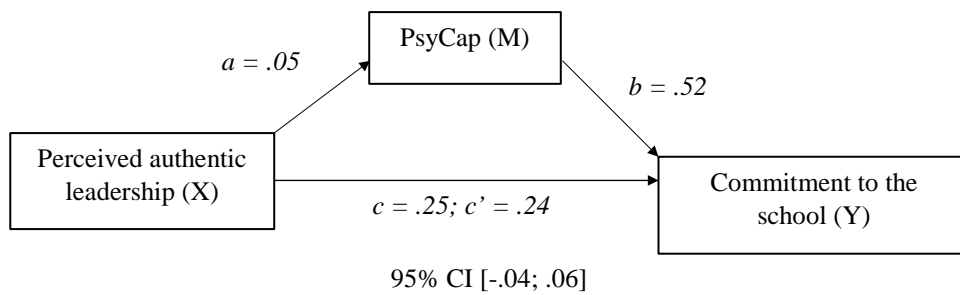 PsyCap (M)
a = .05
b = .52
Perceived authentic
leadership (X)
Commitment to the
school (Y)
c = .25; c’ = .24
95% CI [-.04; .06]